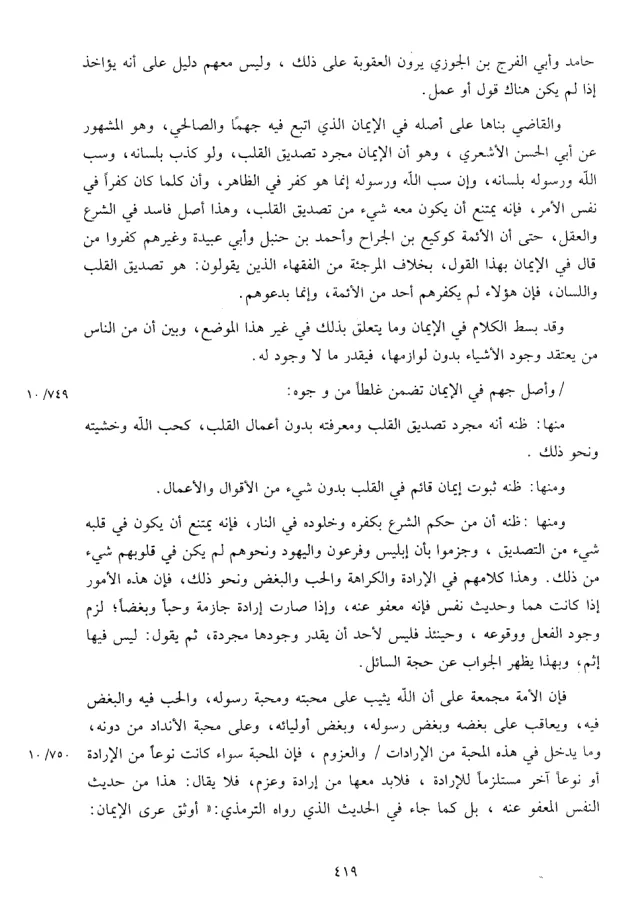 حامد وأبي الفرج بن الجوزي يرون العقوبة على ذلك ، وليس معهم دليل على أنه يؤاخذ
إذا لم يكن هناك قول أو عمل.
والقاضي بناها على أصله في الإيمان الذي اتبع فيه جهمًا والصالحي، وهو المشهور
عن أبي الحسن الأشعري ، وهو أن الإيمان مجرد تصديق القلب، ولو كذب بلسانه، وسب
الله ورسوله بلسانه، وإن سب الله ورسوله إنما هو كفر في الظاهر، وأن كلما كان كفراً في
نفس الأمر، فإنه يمتنع أن يكون معه شيء من تصديق القلب، وهذا أصل فاسد في الشرع
والعقل، حتى أن الأئمة كوكيع بن الجراح وأحمد بن حنبل وأبي عبيدة وغيرهم كفروا من
قال في الإيمان بهذا القول، بخلاف المرجئة من الفقهاء الذين يقولون: هو تصديق القلب
واللسان، فإن هؤلاء لم يكفرهم أحد من الأئمة، وإنما بدعوهم.
وقد بسط الكلام في الإيمان وما يتعلق بذلك في غير هذا الموضع، وبين أن من الناس
من يعتقد وجود الأشياء بدون لوازمها، فيقدر ما لا وجود له.
/ وأصل جهم في الإيمان تضمن غلطاً من و جوه: ١٠/٧٤٩
منها: ظنه أنه مجرد تصديق القلب ومعرفته بدون أعمال القلب، كحب الله وخشيته
ونحو ذلك .
ومنها: ظنه ثبوت إيمان قائم في القلب بدون شيء من الأقوال والأعمال.
ومنها :ظنه أن من حكم الشرع بكفره وخلوده في النار، فإنه يمتنع أن يكون في قلبه
شيء من التصديق ، وجزموا بأن إبليس وفرعون واليهود ونحوهم لم يكن في قلوبهم شيء
من ذلك. وهذا كلامهم في الإرادة والكراهة والحب والبغض ونحو ذلك، فإن هذه الأمور
إذا كانت هما وحديث نفس فإنه معفو عنه، وإذا صارت إرادة جازمة وحباً وبغضاً؛ لزم
وجود الفعل ووقوعه ، وحينئذ فليس لأحد أن يقدر وجودها مجردة، ثم يقول: ليس فيها
إثم، وبهذا يظهر الجواب عن حجة السائل.
فإن الأمة مجمعة على أن الله يثيب على محبته ومحبة رسوله، والحب فيه والبغض
فيه، ويعاقب على بغضه وبغض رسوله، وبغض أوليائه، وعلى محبة الأنداد من دونه،
وما يدخل في هذه المحبة من الإرادات / والعزوم ، فإن المحبة سواء كانت نوعاً من الإرادة ١٠/٧٥٠
أو نوعاً آخر مستلزماً للإرادة ، فلابد معها من إرادة وعزم، فلا يقال: هذا من حديث
النفس المعفو عنه ، بل كما جاء في الحديث الذي رواه الترمذي:« أوثق عرى الإيمان:
٤١٩